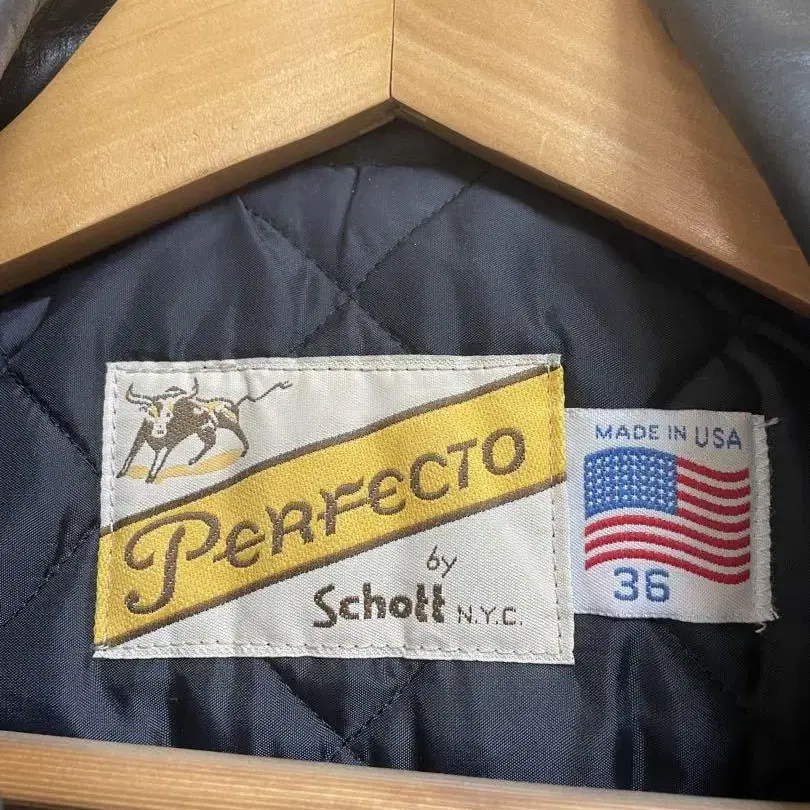 PERFECTO
by
Schott N.Y.C.
MADE IN USA
36